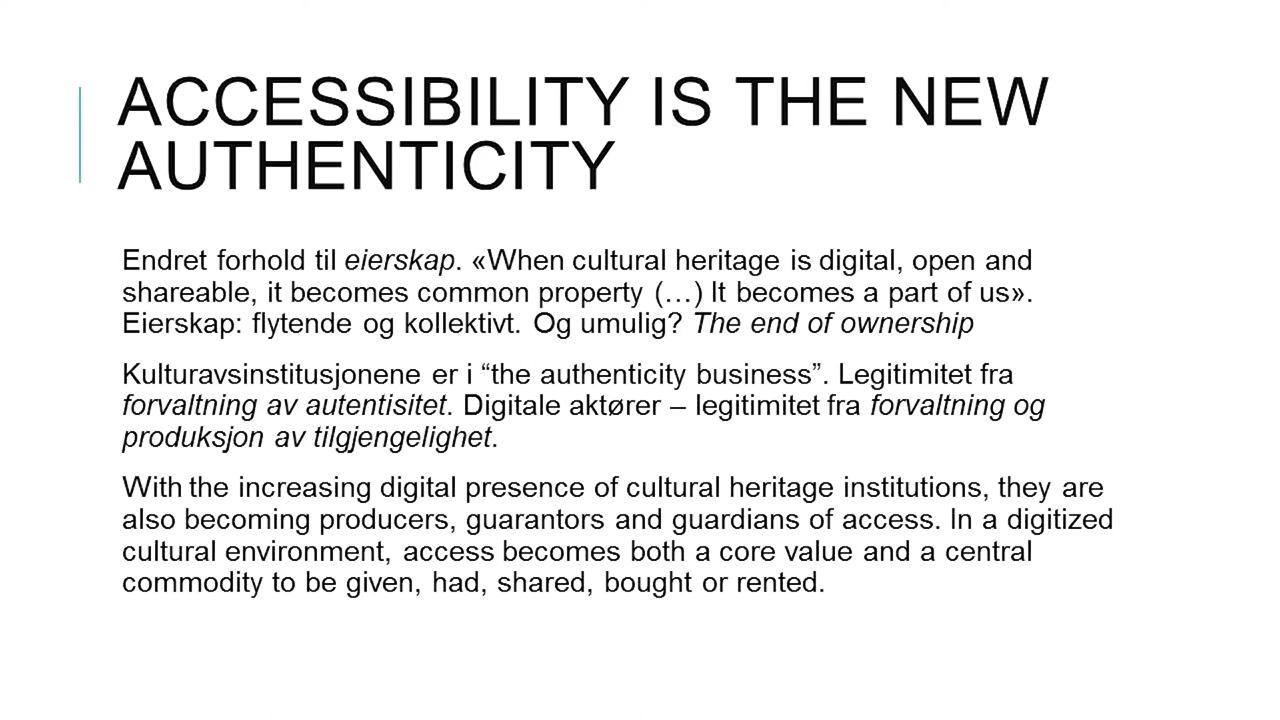 ACCESSIBILITY IS THE NEW
AUTHENTICITY
Endret forhold til eierskap. «When cultural heritage is digital, open and
shareable, it becomes common property (…) It becomes a part of us».
Eierskap: flytende og kollektivt. Og umulig? The end of ownership
Kulturavsinstitusjonene er i “the authenticity business”. Legitimitet fra
forvaltning av autentisitet. Digitale aktører – legitimitet fra forvaltning og
produksjon av tilgjengelighet.
With the increasing digital presence of cultural heritage institutions, they are
also becoming producers, guarantors and guardians of access. In a digitized
cultural environment, access becomes both a core value and a central
commodity to be given, had, shared, bought or rented.